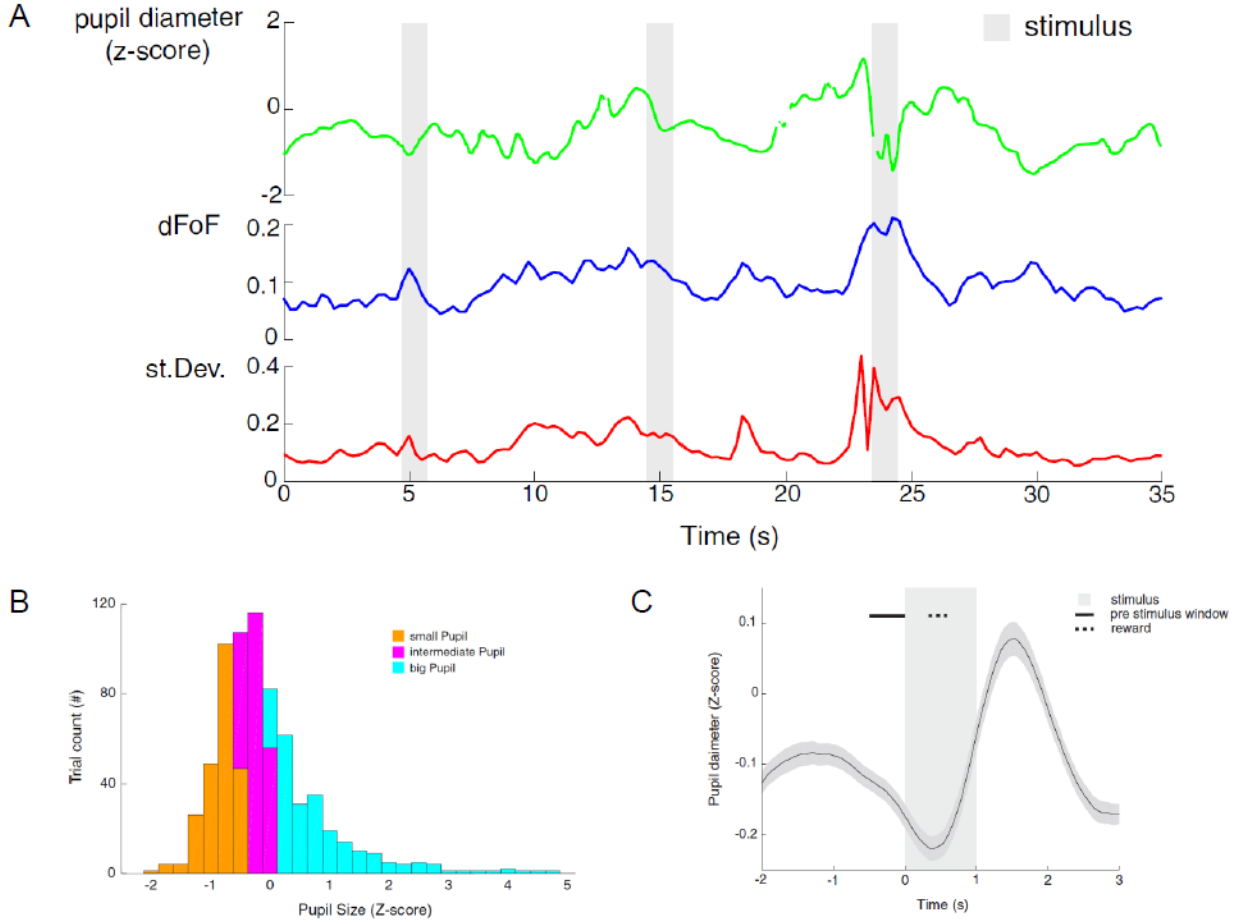 A
pupil diameter
(z-score)
stimulus
2
0
-2
dFoF
0.2
0.1
0
st.Dev.
0.4
0.2
0
0 5 10 15 20 25 30 35
Time (s)
B
120
80
40
0
Trial count (#)
small Pupil
intermediate Pupil
big Pupil
-2 -1 0 1 2 3 4 5
Pupil Size (Z-score)
C
stimulus
pre stimulus window
reward
0.1
0
-0.1
-0.2
Pupil daimeter (Z-score)
-2 -1 0 1 2 3
Time (s)